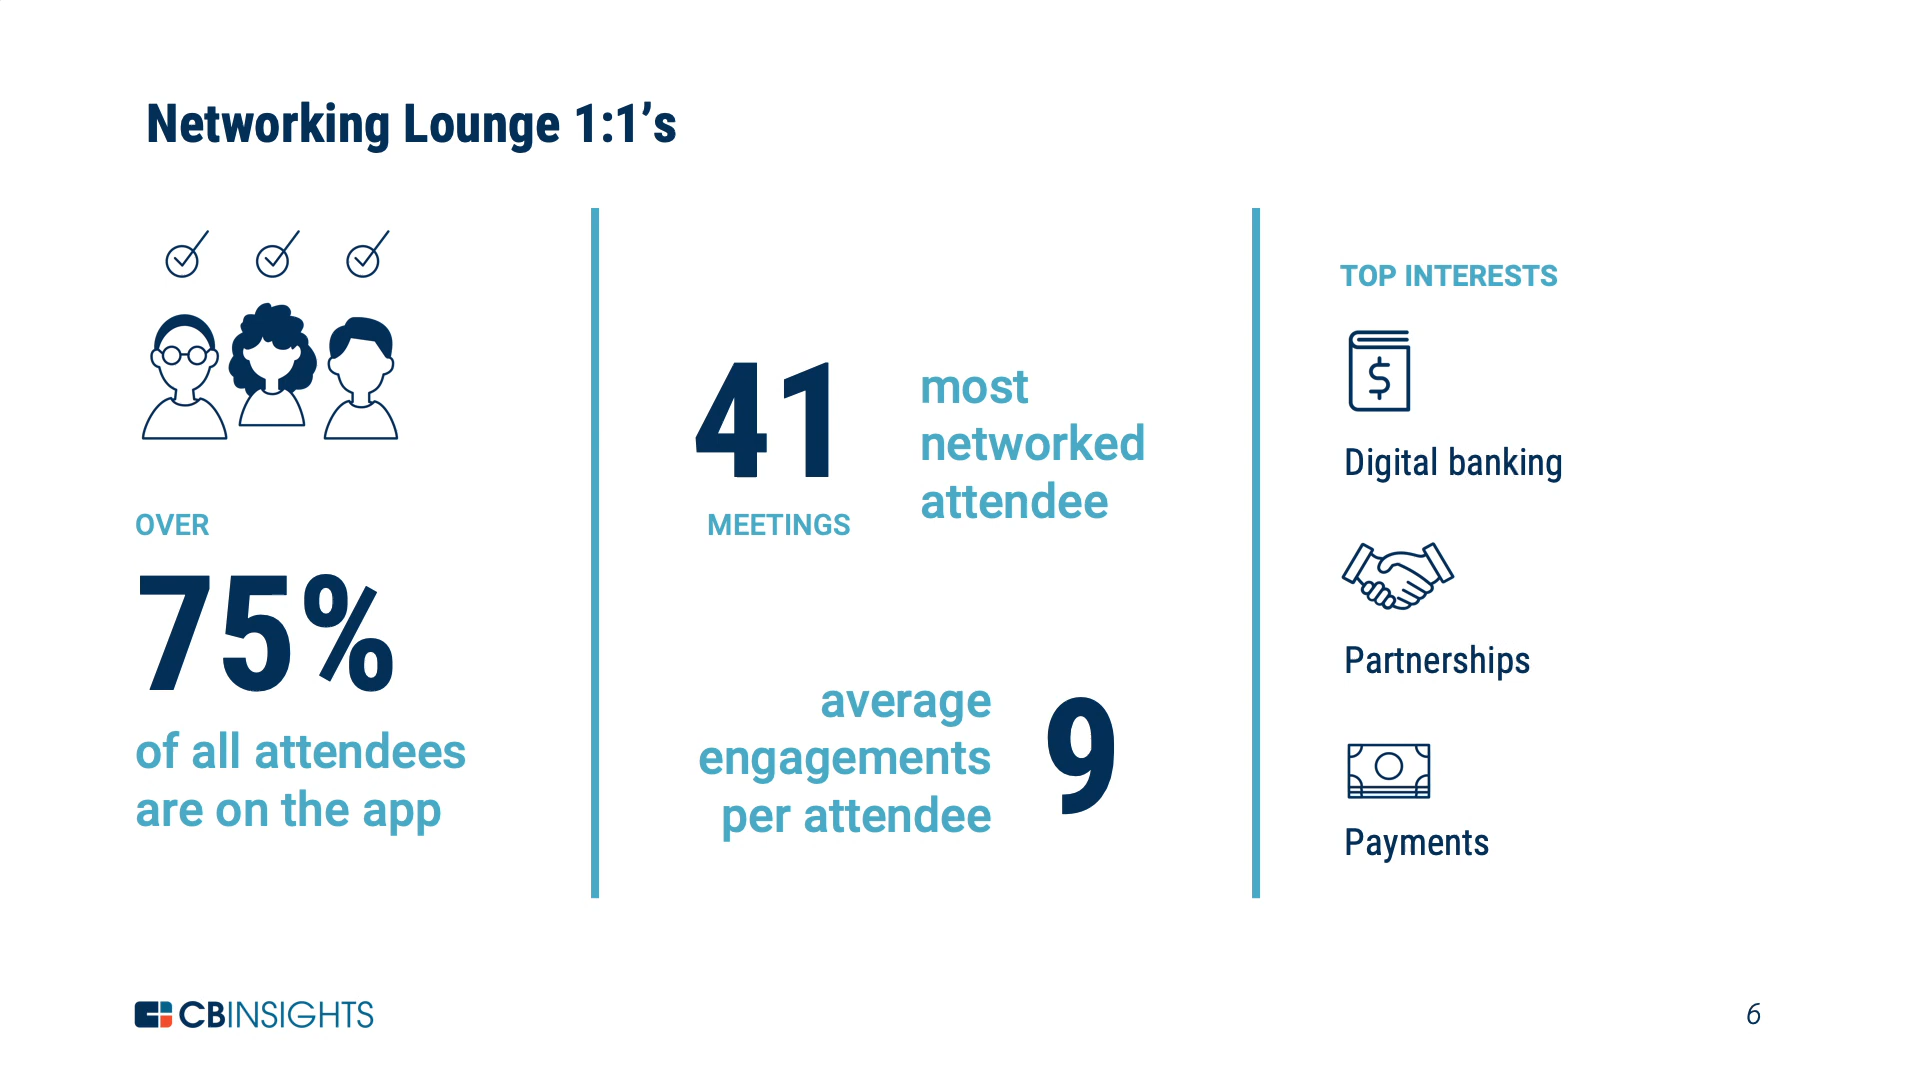 Networking Lounge 1:1’s
OVER
75%
of all attendees
are on the app
41
MEETINGS
most
networked
attendee
average
engagements
per attendee
9
TOP INTERESTS
$
Digital banking
Partnerships
Payments
CBINSIGHTS
6